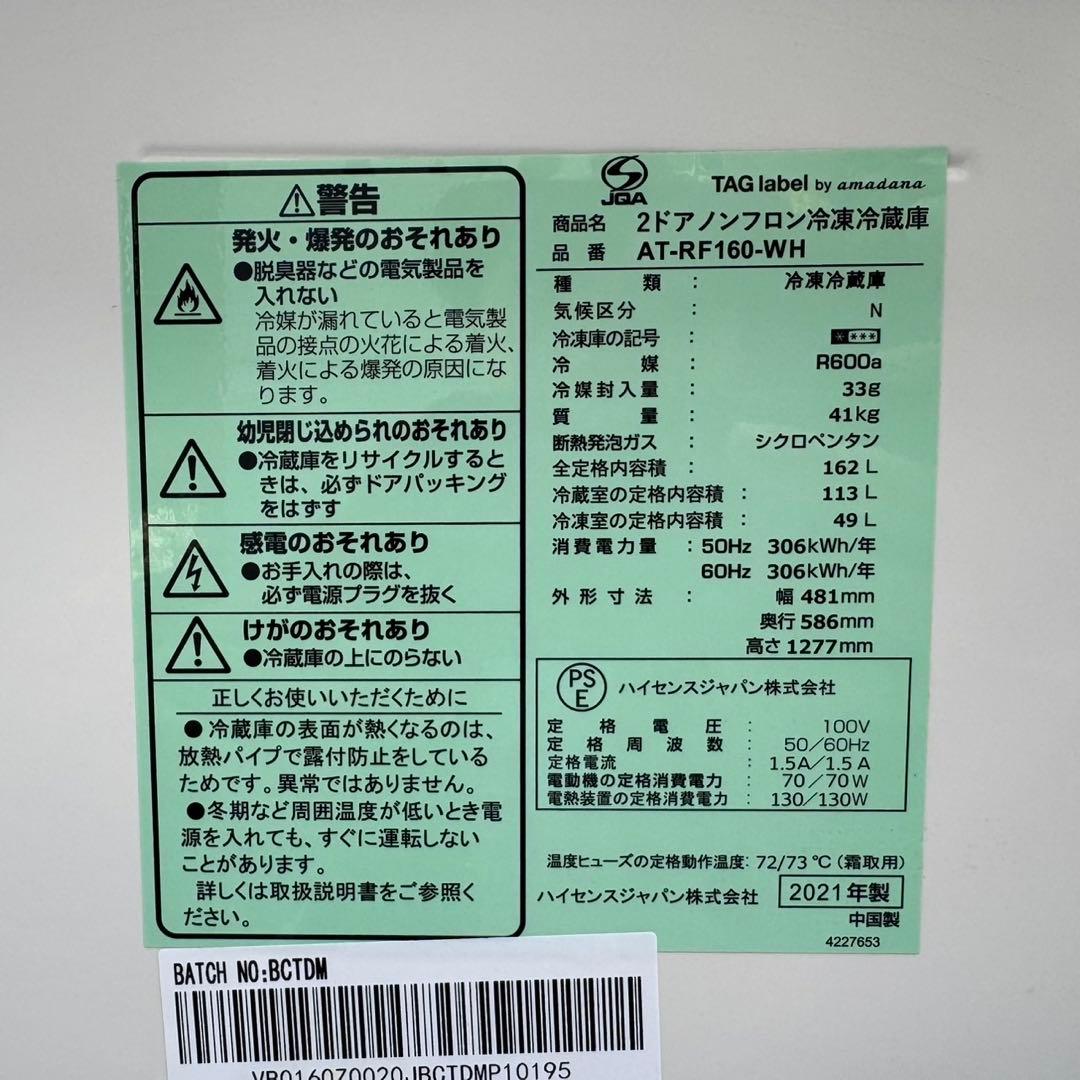 警告
発火・爆発のおそれあり
●脱臭器などの電気製品を
入れない
冷媒が漏れていると電気製
品の接点の火花による着火、
着火による爆発の原因にな
ります。
幼児閉じ込められのおそれあり
●冷蔵庫をリサイクルすると
きは、必ずドアパッキング
をはずす
感電のおそれあり
●お手入れの際は、
必ず電源プラグを抜く
けがのおそれあり
●冷蔵庫の上にのらない
正しくお使いいただくために
●冷蔵庫の表面が熱くなるのは、
放熱パイプで露付防止をしている
ためです。異常ではありません。
●冬期など周囲温度が低いとき電
源を入れても、すぐに運転しない
ことがあります。
詳しくは取扱説明書をご参照く
ださい。
JQA
TAG label by amadana
商品名 2ドアノンフロン冷凍冷蔵庫
品番 AT-RF160-WH
種類 : 冷凍冷蔵庫
気候区分 : N
冷凍庫の記号 : * ***
冷媒 : R600a
冷媒封入量 : 33g
質量 : 41kg
断熱発泡ガス : シクロペンタン
全定格内容積 : 162 L
冷蔵室の定格内容積 : 113 L
冷凍室の定格内容積 : 49 L
消費電力量 : 50Hz 306kWh/年
60Hz 306kWh/年
外形寸法 : 幅 481mm
奥行 586mm
高さ 1277mm
PSE ハイセンスジャパン株式会社
定格電圧 : 100V
定格周波数 : 50/60Hz
定格電流 : 1.5A/1.5A
電動機の定格消費電力 : 70/70W
電熱装置の定格消費電力 : 130/130W
温度ヒューズの定格動作温度: 72/73℃(霜取用)
ハイセンスジャパン株式会社 2021年製
中国製
4227653
BATCH NO:BCTDM
VB0160Z0020JBCTDMP10195